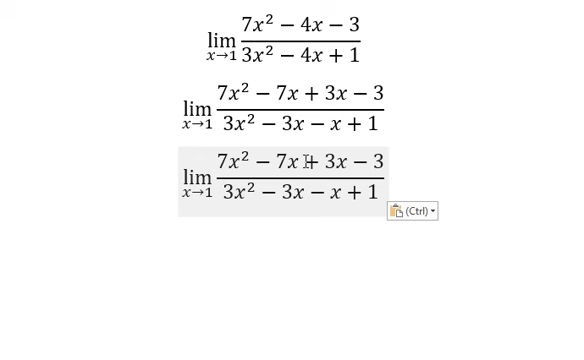 lim x→1 7x² − 4x − 3 / 3x² − 4x + 1
lim x→1 7x² − 7x + 3x − 3 / 3x² − 3x − x + 1
lim x→1 7x² − 7x + 3x − 3 / 3x² − 3x − x + 1
(Ctrl)